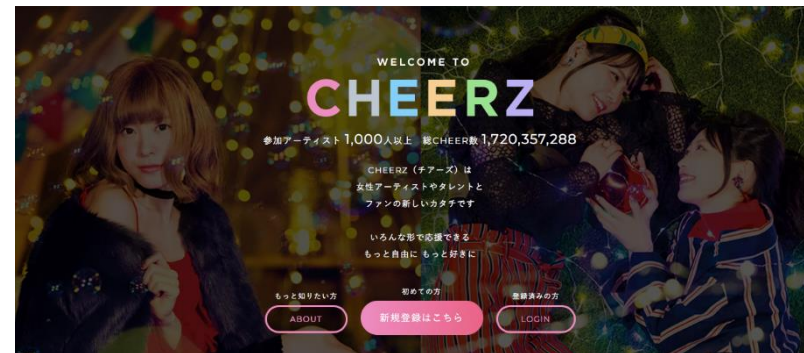 WELCOME TO
CHEERZ
参加アーティスト 1,000人以上 総CHEER数 1,720,357,288
CHEERZ（チアーズ）は
女性アーティストやタレントと
ファンの新しいカタチです
いろんな形で応援できる
もっと自由に もっと好きに
もっと知りたい方
ABOUT
初めての方
新規登録はこちら
登録済みの方
LOGIN